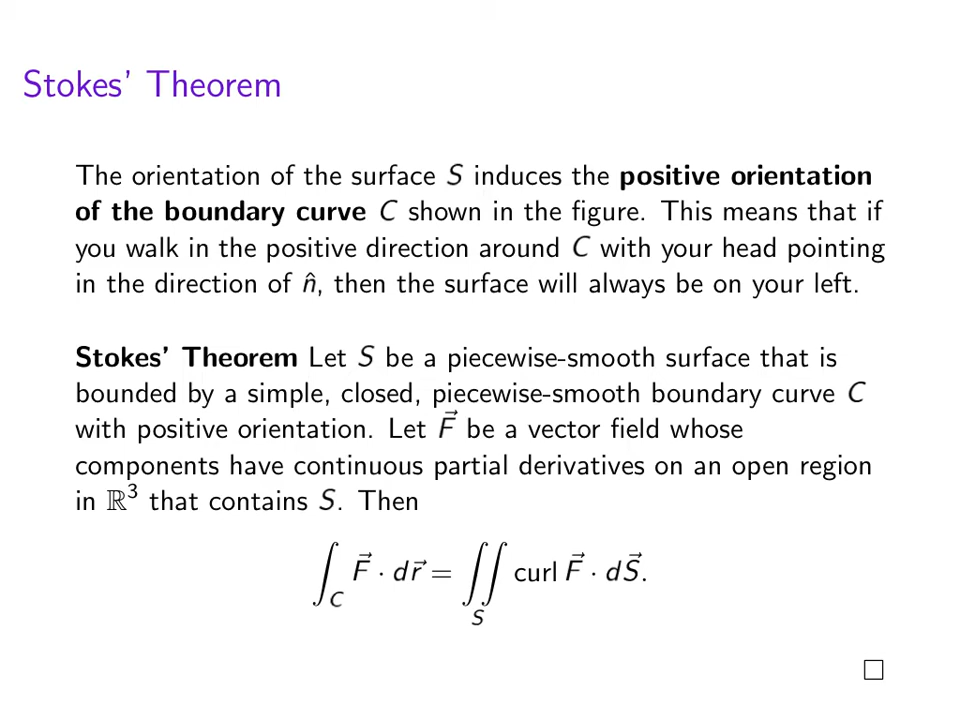 Stokes' Theorem
The orientation of the surface S induces the positive orientation
of the boundary curve C shown in the figure. This means that if
you walk in the positive direction around C with your head pointing
in the direction of n̂, then the surface will always be on your left.
Stokes' Theorem Let S be a piecewise-smooth surface that is
bounded by a simple, closed, piecewise-smooth boundary curve C
with positive orientation. Let F⃗ be a vector field whose
components have continuous partial derivatives on an open region
in ℝ³ that contains S. Then
∫_C F⃗ · dr⃗ = ∬_S curl F⃗ · dS⃗.
□